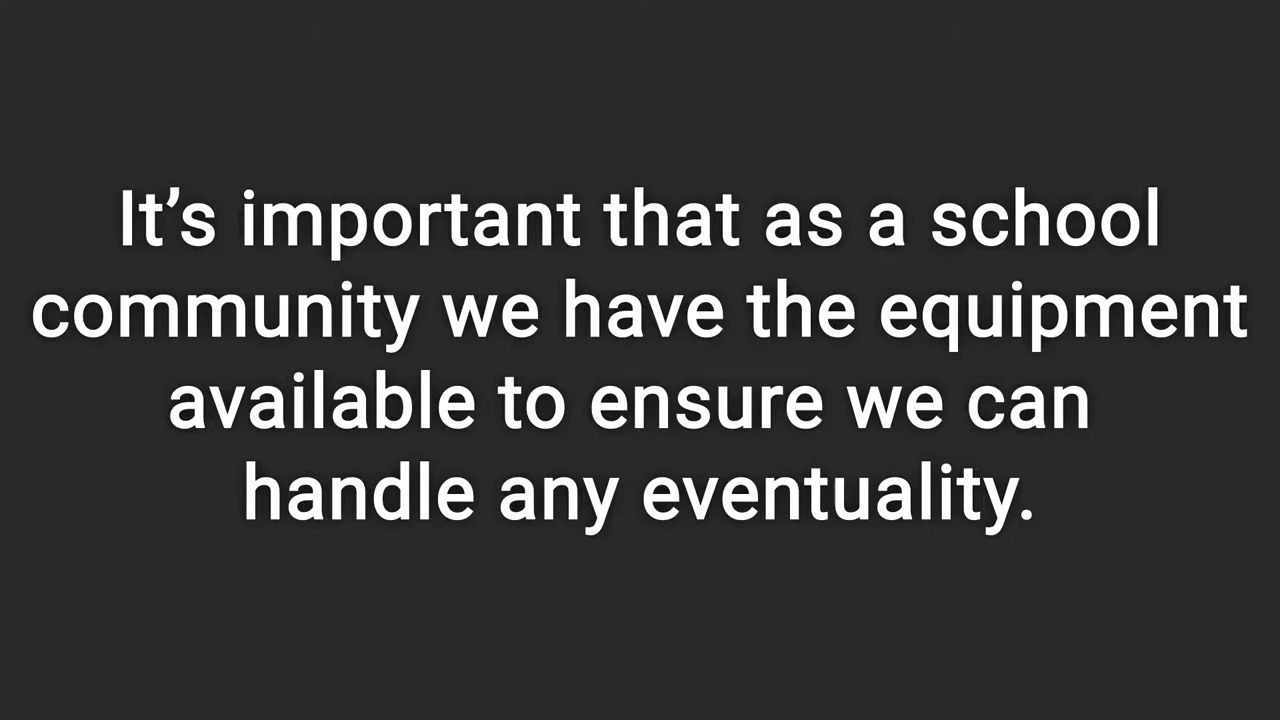 It’s important that as a school
community we have the equipment
available to ensure we can
handle any eventuality.